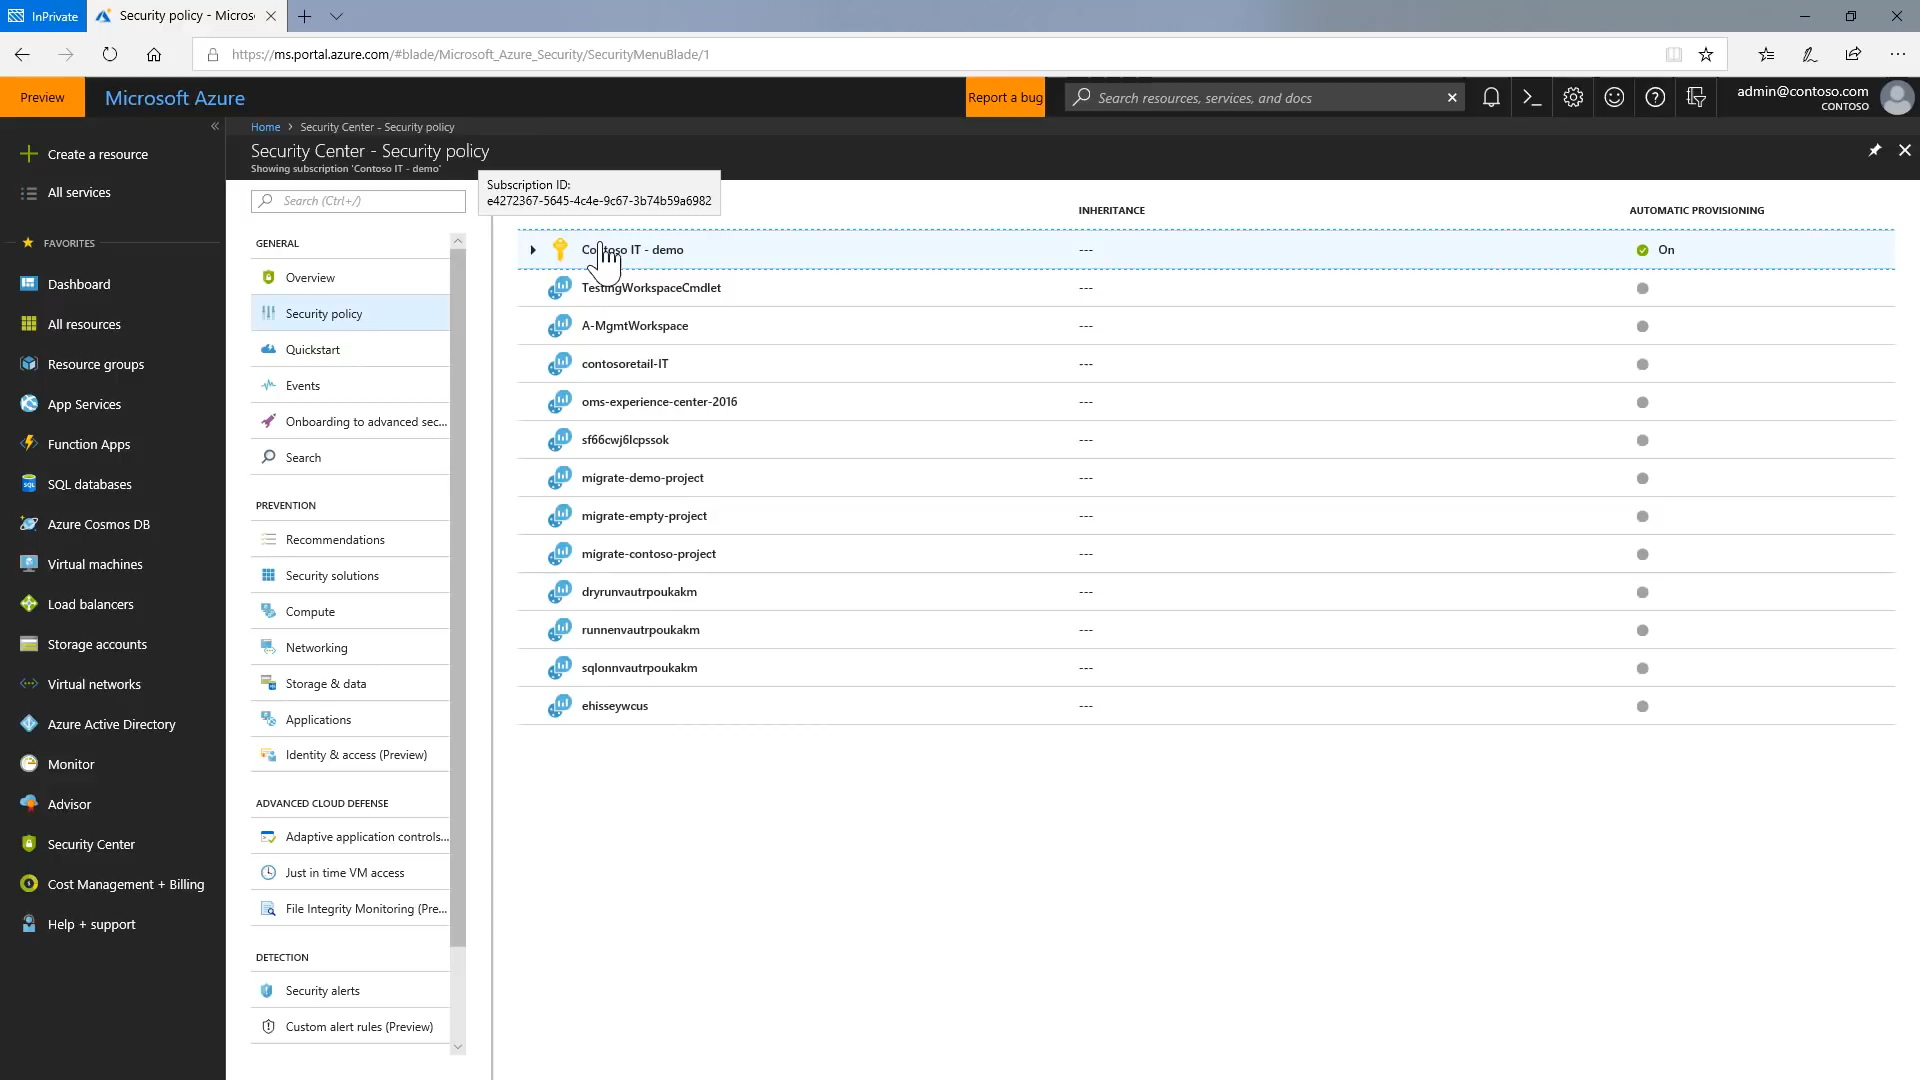 InPrivate
Security policy - Micros
https://ms.portal.azure.com/#blade/Microsoft_Azure_Security/SecurityMenuBlade/1
Preview
Microsoft Azure
Report a bug
Search resources, services, and docs
admin@contoso.com
CONTOSO
Home > Security Center - Security policy
Security Center - Security policy
Showing subscription 'Contoso IT - demo'
Create a resource
All services
FAVORITES
Dashboard
All resources
Resource groups
App Services
Function Apps
SQL databases
Azure Cosmos DB
Virtual machines
Load balancers
Storage accounts
Virtual networks
Azure Active Directory
Monitor
Advisor
Security Center
Cost Management + Billing
Help + support
Search (Ctrl+/)
GENERAL
Overview
Security policy
Quickstart
Events
Onboarding to advanced sec...
Search
PREVENTION
Recommendations
Security solutions
Compute
Networking
Storage & data
Applications
Identity & access (Preview)
ADVANCED CLOUD DEFENSE
Adaptive application controls...
Just in time VM access
File Integrity Monitoring (Pre...
DETECTION
Security alerts
Custom alert rules (Preview)
Subscription ID:
e4272367-5645-4c4e-9c67-3b74b59a6982
INHERITANCE AUTOMATIC PROVISIONING
Contoso IT - demo --- On
TestingWorkspaceCmdlet ---
A-MgmtWorkspace ---
contosoretail-IT ---
oms-experience-center-2016 ---
sf66cwj6lcpssok ---
migrate-demo-project ---
migrate-empty-project ---
migrate-contoso-project ---
dryrunvautrpoukakm ---
runnenvautrpoukakm ---
sqlonnvautrpoukakm ---
ehisseywcus ---